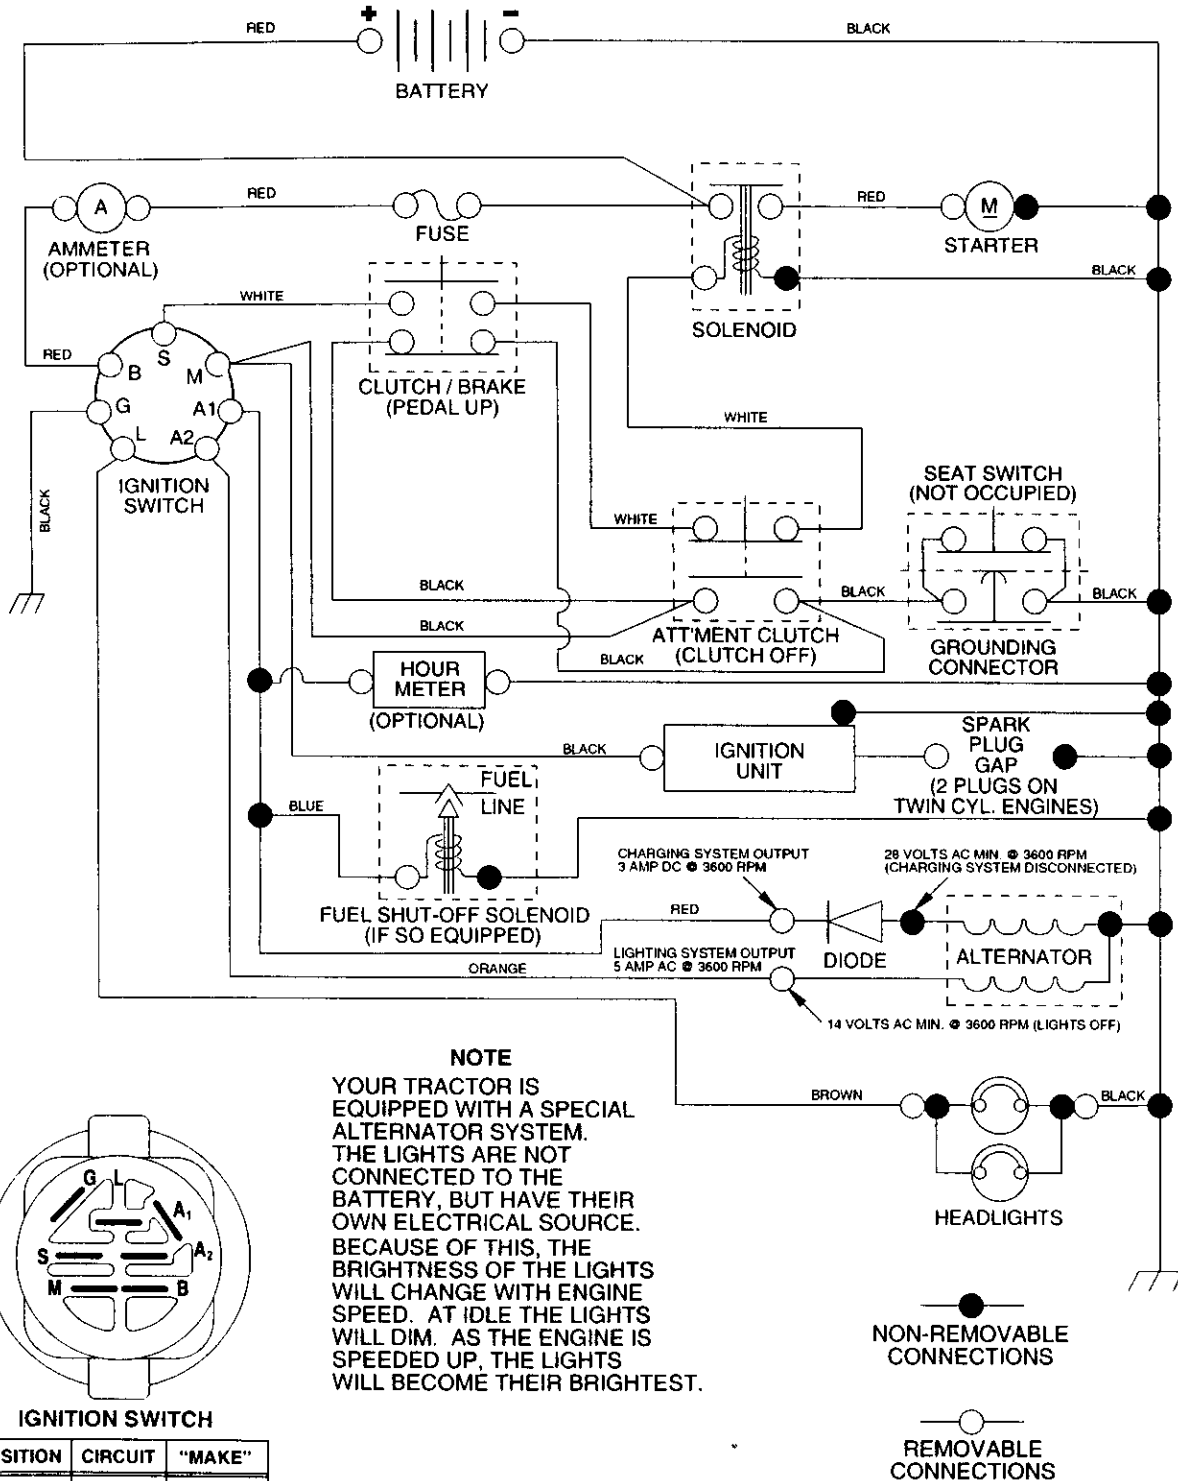 + -
RED
BLACK
BATTERY
RED
RED
A
M
FUSE
STARTER
AMMETER
(OPTIONAL)
BLACK
WHITE
SOLENOID
RED
S
B
M
CLUTCH / BRAKE
(PEDAL UP)
G
A1
L
A2
WHITE
IGNITION
SWITCH
SEAT SWITCH
(NOT OCCUPIED)
BLACK
WHITE
BLACK
BLACK
BLACK
BLACK
ATT'MENT CLUTCH
(CLUTCH OFF)
BLACK
GROUNDING
CONNECTOR
HOUR
METER
(OPTIONAL)
BLACK
IGNITION
UNIT
SPARK
PLUG
GAP
(2 PLUGS ON
TWIN CYL. ENGINES)
FUEL
LINE
BLUE
CHARGING SYSTEM OUTPUT
3 AMP DC @ 3600 RPM
28 VOLTS AC MIN. @ 3600 RPM
(CHARGING SYSTEM DISCONNECTED)
FUEL SHUT-OFF SOLENOID
(IF SO EQUIPPED)
RED
DIODE
ALTERNATOR
LIGHTING SYSTEM OUTPUT
5 AMP AC @ 3600 RPM
ORANGE
14 VOLTS AC MIN. @ 3600 RPM (LIGHTS OFF)
NOTE
YOUR TRACTOR IS
EQUIPPED WITH A SPECIAL
ALTERNATOR SYSTEM.
THE LIGHTS ARE NOT
CONNECTED TO THE
BATTERY, BUT HAVE THEIR
OWN ELECTRICAL SOURCE.
BECAUSE OF THIS, THE
BRIGHTNESS OF THE LIGHTS
WILL CHANGE WITH ENGINE
SPEED. AT IDLE THE LIGHTS
WILL DIM. AS THE ENGINE IS
SPEEDED UP, THE LIGHTS
WILL BECOME THEIR BRIGHTEST.
BROWN
BLACK
HEADLIGHTS
G L
A1
S
A2
M
B
IGNITION SWITCH
SITION CIRCUIT "MAKE"
NON-REMOVABLE
CONNECTIONS
REMOVABLE
CONNECTIONS